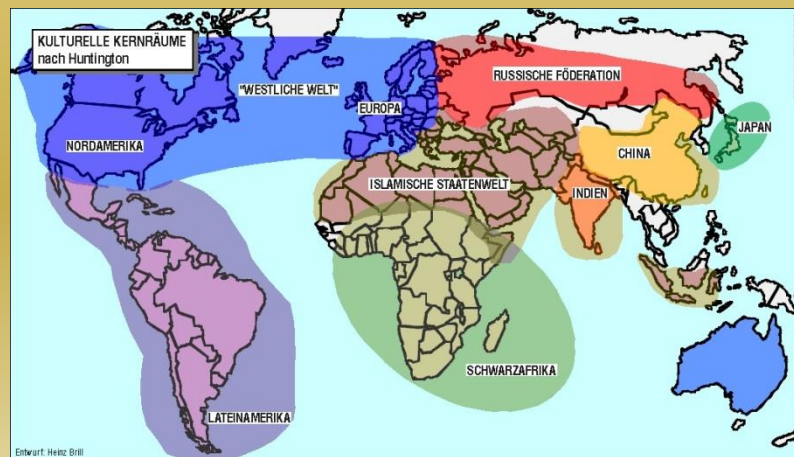 KULTURELLE KERNRÄUME
nach Huntington
"WESTLICHE WELT"
EUROPA
RUSSISCHE FÖDERATION
NORDAMERIKA
JAPAN
CHINA
ISLAMISCHE STAATENWELT
INDIEN
SCHWARZAFRIKA
LATEINAMERIKA
Entwurf: Heinz Brill